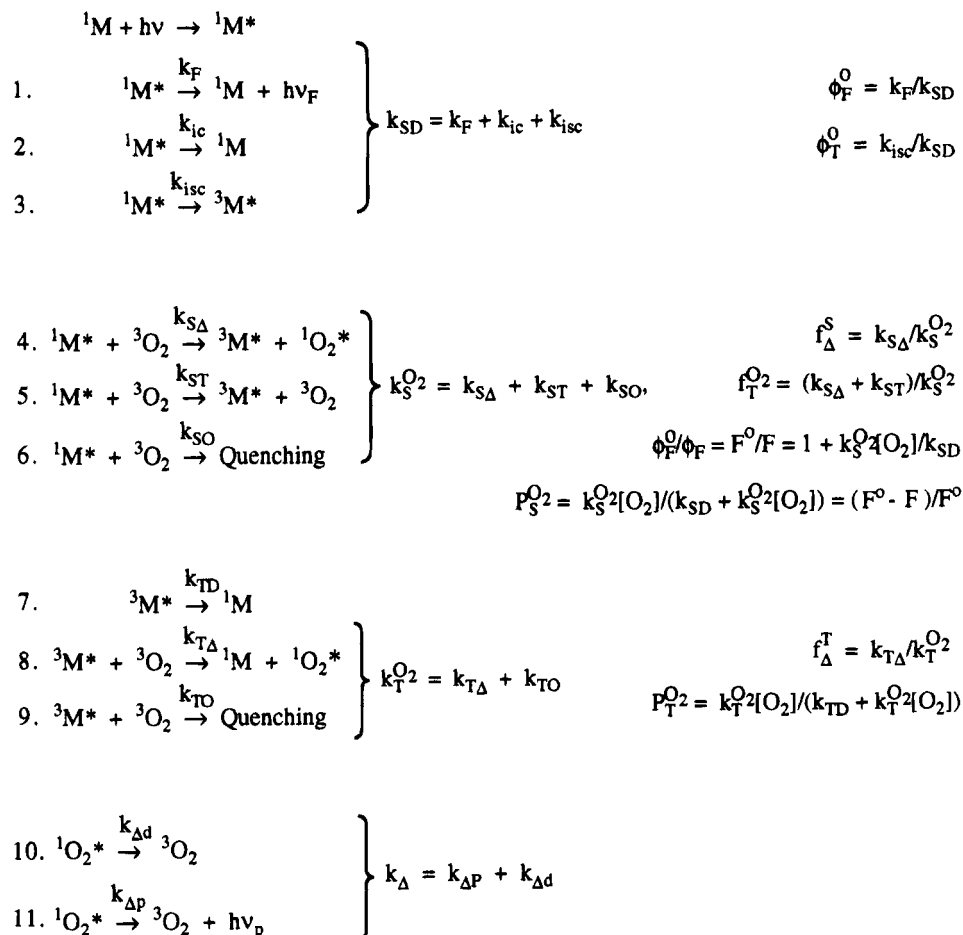 ¹M + hν → ¹M*
1. ¹M* →(k_F) ¹M + hν_F
2. ¹M* →(k_ic) ¹M
3. ¹M* →(k_isc) ³M*
k_SD = k_F + k_ic + k_isc
ϕ_F^O = k_F/k_SD
ϕ_T^O = k_isc/k_SD
4. ¹M* + ³O₂ →(k_SΔ) ³M* + ¹O₂*
5. ¹M* + ³O₂ →(k_ST) ³M* + ³O₂
6. ¹M* + ³O₂ →(k_SO) Quenching
k_S^O₂ = k_SΔ + k_ST + k_SO,
f_Δ^S = k_SΔ/k_S^O₂
f_T^O₂ = (k_SΔ + k_ST)/k_S^O₂
ϕ_F^O/ϕ_F = F^o/F = 1 + k_S^O₂[O₂]/k_SD
P_S^O₂ = k_S^O₂[O₂]/(k_SD + k_S^O₂[O₂]) = (F^o - F)/F^o
7. ³M* →(k_TD) ¹M
8. ³M* + ³O₂ →(k_TΔ) ¹M + ¹O₂*
9. ³M* + ³O₂ →(k_TO) Quenching
k_T^O₂ = k_TΔ + k_TO
f_Δ^T = k_TΔ/k_T^O₂
P_T^O₂ = k_T^O₂[O₂]/(k_TD + k_T^O₂[O₂])
10. ¹O₂* →(k_Δd) ³O₂
11. ¹O₂* →(k_Δp) ³O₂ + hν_p
k_Δ = k_ΔP + k_Δd